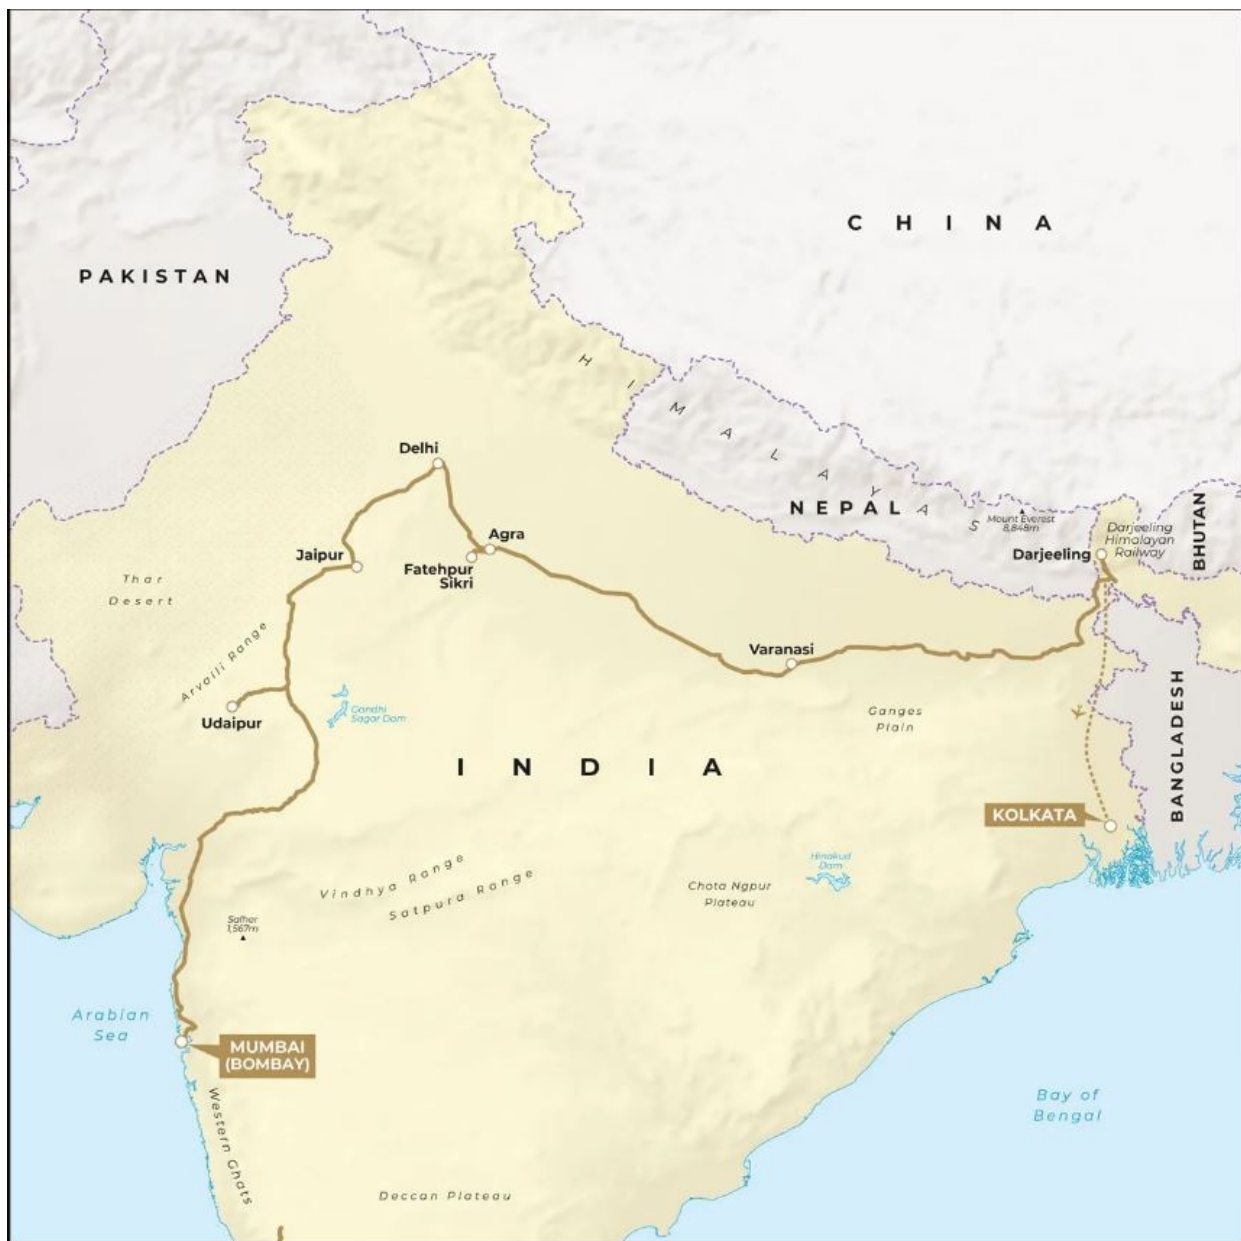 CHINA
PAKISTAN
HIMALAYAS
Delhi
NEPAL
Mount Everest
8,848m
Darjeeling
Himalayan
Railway
BHUTAN
Agra
Jaipur
Fatehpur
Sikri
Darjeeling
Thar
Desert
Arvaili Range
Varanasi
Udaipur
Gandhi
Sagar Dam
Ganges
Plain
BANGLADESH
INDIA
KOLKATA
Hirakud
Dam
Vindhya Range
Satpura Range
Chota Ngpur
Plateau
Salher
1,567m
Arabian
Sea
MUMBAI
(BOMBAY)
Western Ghats
Bay of
Bengal
Deccan Plateau